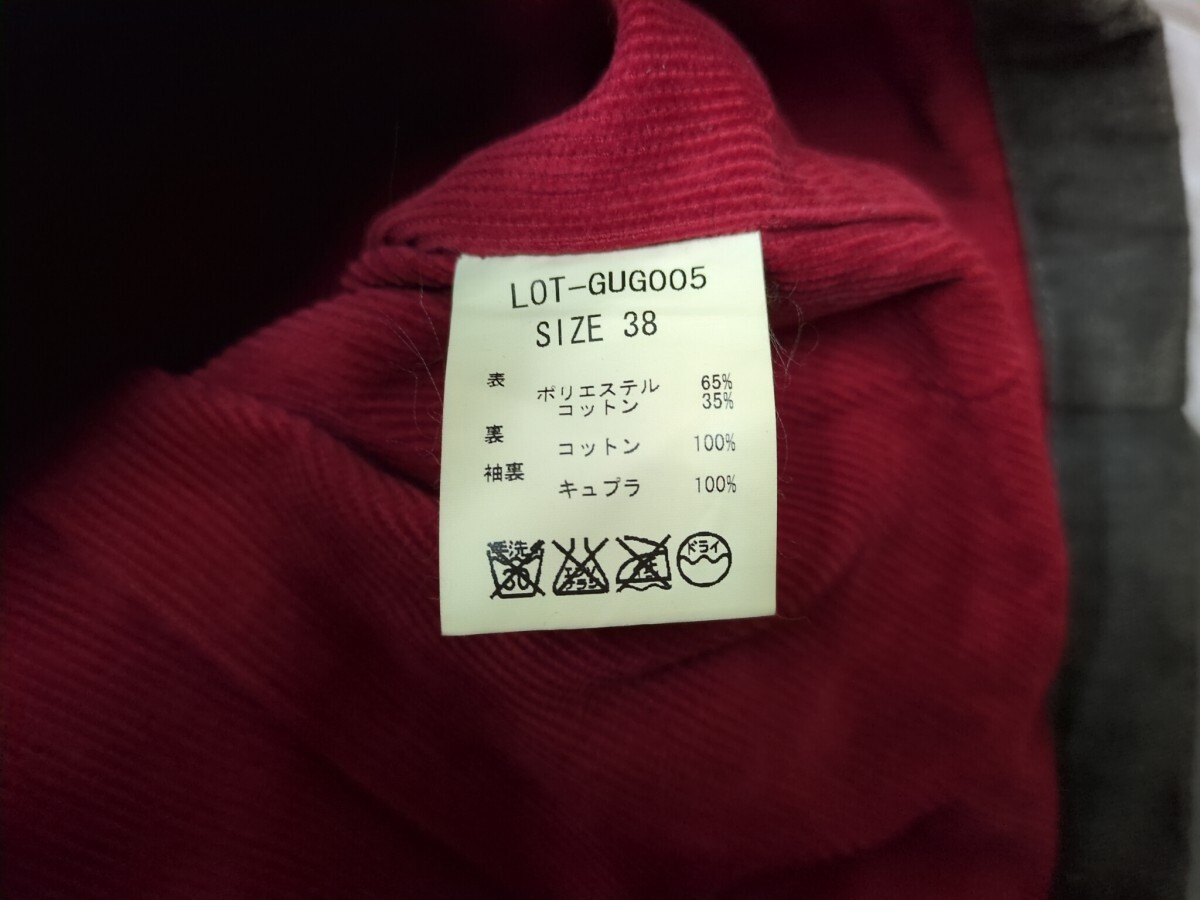 LOT-GUG005
SIZE 38
表 ポリエステル 65%
コットン 35%
裏 コットン 100%
袖裏 キュプラ 100%
30 ドライ